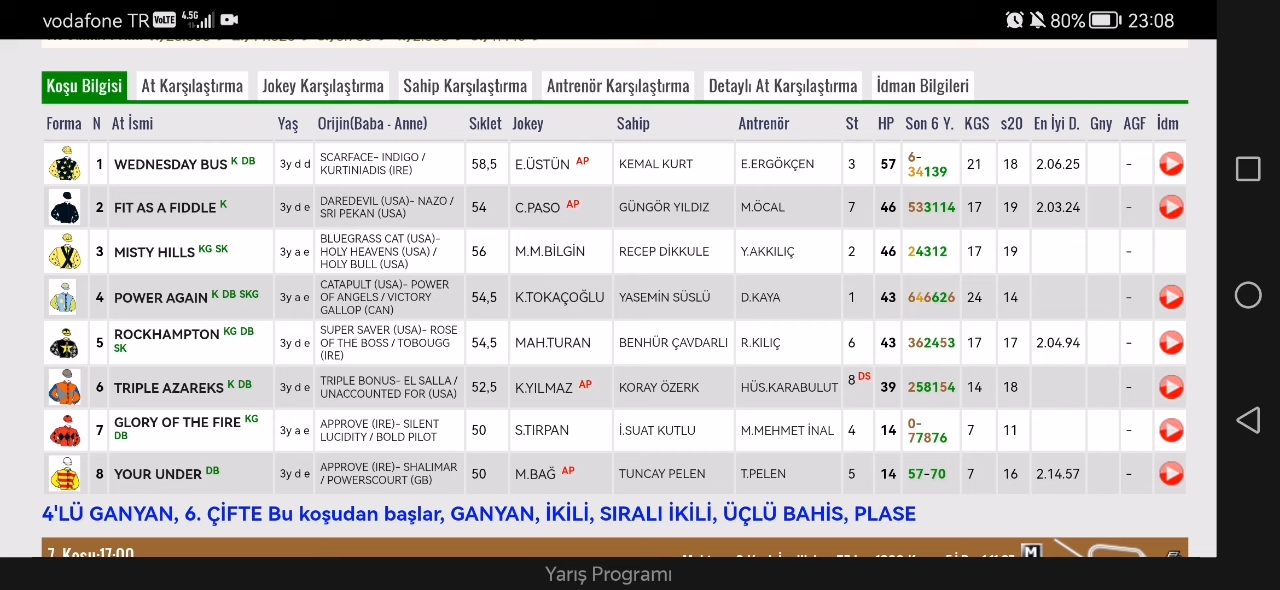 vodafone TR VoLTE 4.5G 80% 23:08
Koşu Bilgisi At Karşılaştırma Jokey Karşılaştırma Sahip Karşılaştırma Antrenör Karşılaştırma Detaylı At Karşılaştırma İdman Bilgileri
Forma N At İsmi Yaş Orijin(Baba - Anne) Sıklet Jokey Sahip Antrenör St HP Son 6 Y. KGS s20 En İyi D. Gny AGF İdm
1 WEDNESDAY BUS K DB 3y d d SCARFACE- INDIGO / KURTINIADIS (IRE) 58,5 E.ÜSTÜN AP KEMAL KURT E.ERGÖKÇEN 3 57 6-34139 21 18 2.06.25 -
2 FIT AS A FIDDLE K 3y d e DAREDEVIL (USA)- NAZO / SRI PEKAN (USA) 54 C.PASO AP GÜNGÖR YILDIZ M.ÖCAL 7 46 533114 17 19 2.03.24 -
3 MISTY HILLS KG SK 3y a e BLUEGRASS CAT (USA)- HOLY HEAVENS (USA) / HOLY BULL (USA) 56 M.M.BİLGİN RECEP DİKKULE Y.AKKILIÇ 2 46 24312 17 19 -
4 POWER AGAIN K DB SKG 3y a e CATAPULT (USA)- POWER OF ANGELS / VICTORY GALLOP (CAN) 54,5 K.TOKAÇOĞLU YASEMİN SÜSLÜ D.KAYA 1 43 646626 24 14 -
5 ROCKHAMPTON KG DB SK 3y d e SUPER SAVER (USA)- ROSE OF THE BOSS / TOBOUGG (IRE) 54,5 MAH.TURAN BENHÜR ÇAVDARLI R.KILIÇ 6 43 362453 17 17 2.04.94 -
6 TRIPLE AZAREKS K DB 3y d e TRIPLE BONUS- EL SALLA / UNACCOUNTED FOR (USA) 52,5 K.YILMAZ AP KORAY ÖZERK HÜS.KARABULUT 8 DS 39 258154 14 18 -
7 GLORY OF THE FIRE KG DB 3y a e APPROVE (IRE)- SILENT LUCIDITY / BOLD PILOT 50 S.TIRPAN İ.SUAT KUTLU M.MEHMET İNAL 4 14 0-77876 7 11 -
8 YOUR UNDER DB 3y d e APPROVE (IRE)- SHALIMAR / POWERSCOURT (GB) 50 M.BAĞ AP TUNCAY PELEN T.PELEN 5 14 57-70 7 16 2.14.57 -
4'LÜ GANYAN, 6. ÇİFTE Bu koşudan başlar, GANYAN, İKİLİ, SIRALI İKİLİ, ÜÇLÜ BAHİS, PLASE
7. Koşu:17:00
Yarış Programı